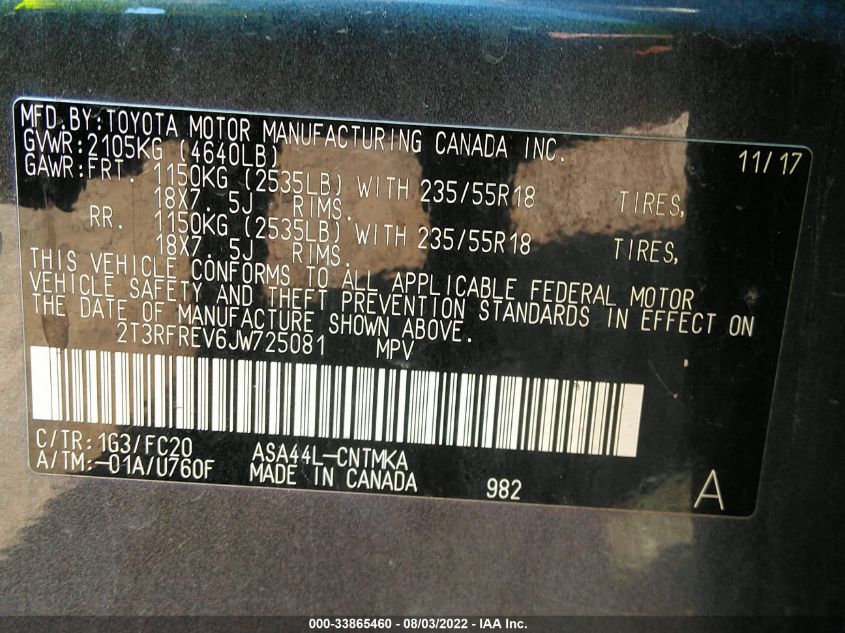 MFD.BY:TOYOTA MOTOR MANUFACTURING CANADA INC. 11/17
GVWR:2105KG (4640LB)
GAWR:FRT. 1150KG (2535LB) WITH 235/55R18 TIRES,
18X7.5J RIMS.
RR. 1150KG (2535LB) WITH 235/55R18 TIRES,
18X7.5J RIMS.
THIS VEHICLE CONFORMS TO ALL APPLICABLE FEDERAL MOTOR
VEHICLE SAFETY AND THEFT PREVENTION STANDARDS IN EFFECT ON
THE DATE OF MANUFACTURE SHOWN ABOVE.
2T3RFREV6JW725081 MPV
C/TR:1G3/FC20 ASA44L-CNTMKA
A/TM:-01A/U760F MADE IN CANADA 982 A
000-33865460 - 08/03/2022 - IAA Inc.